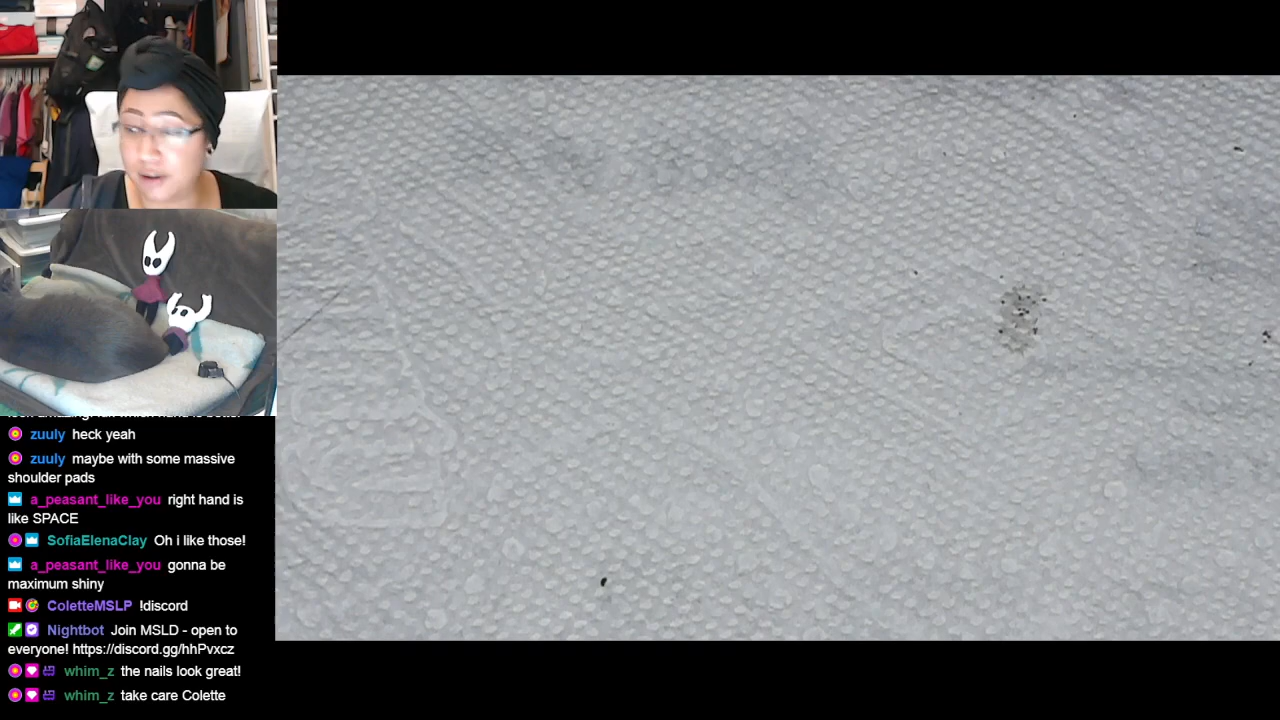 zuuly heck yeah
zuuly maybe with some massive
shoulder pads
a_peasant_like_you right hand is
like SPACE
SofiaElenaClay Oh i like those!
a_peasant_like_you gonna be
maximum shiny
ColetteMSLP !discord
Nightbot Join MSLD - open to
everyone! https://discord.gg/hhPvxcz
whim_z the nails look great!
whim_z take care Colette